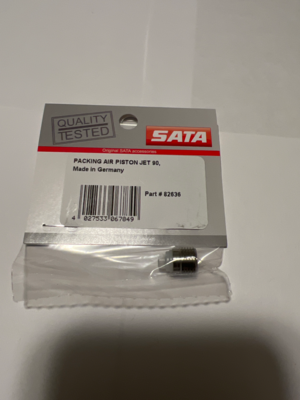 QUALITY
TESTED
SATA
Original SATA accessories
PACKING AIR PISTON JET 90,
Made in Germany
Part # 82636
4 027533 067049